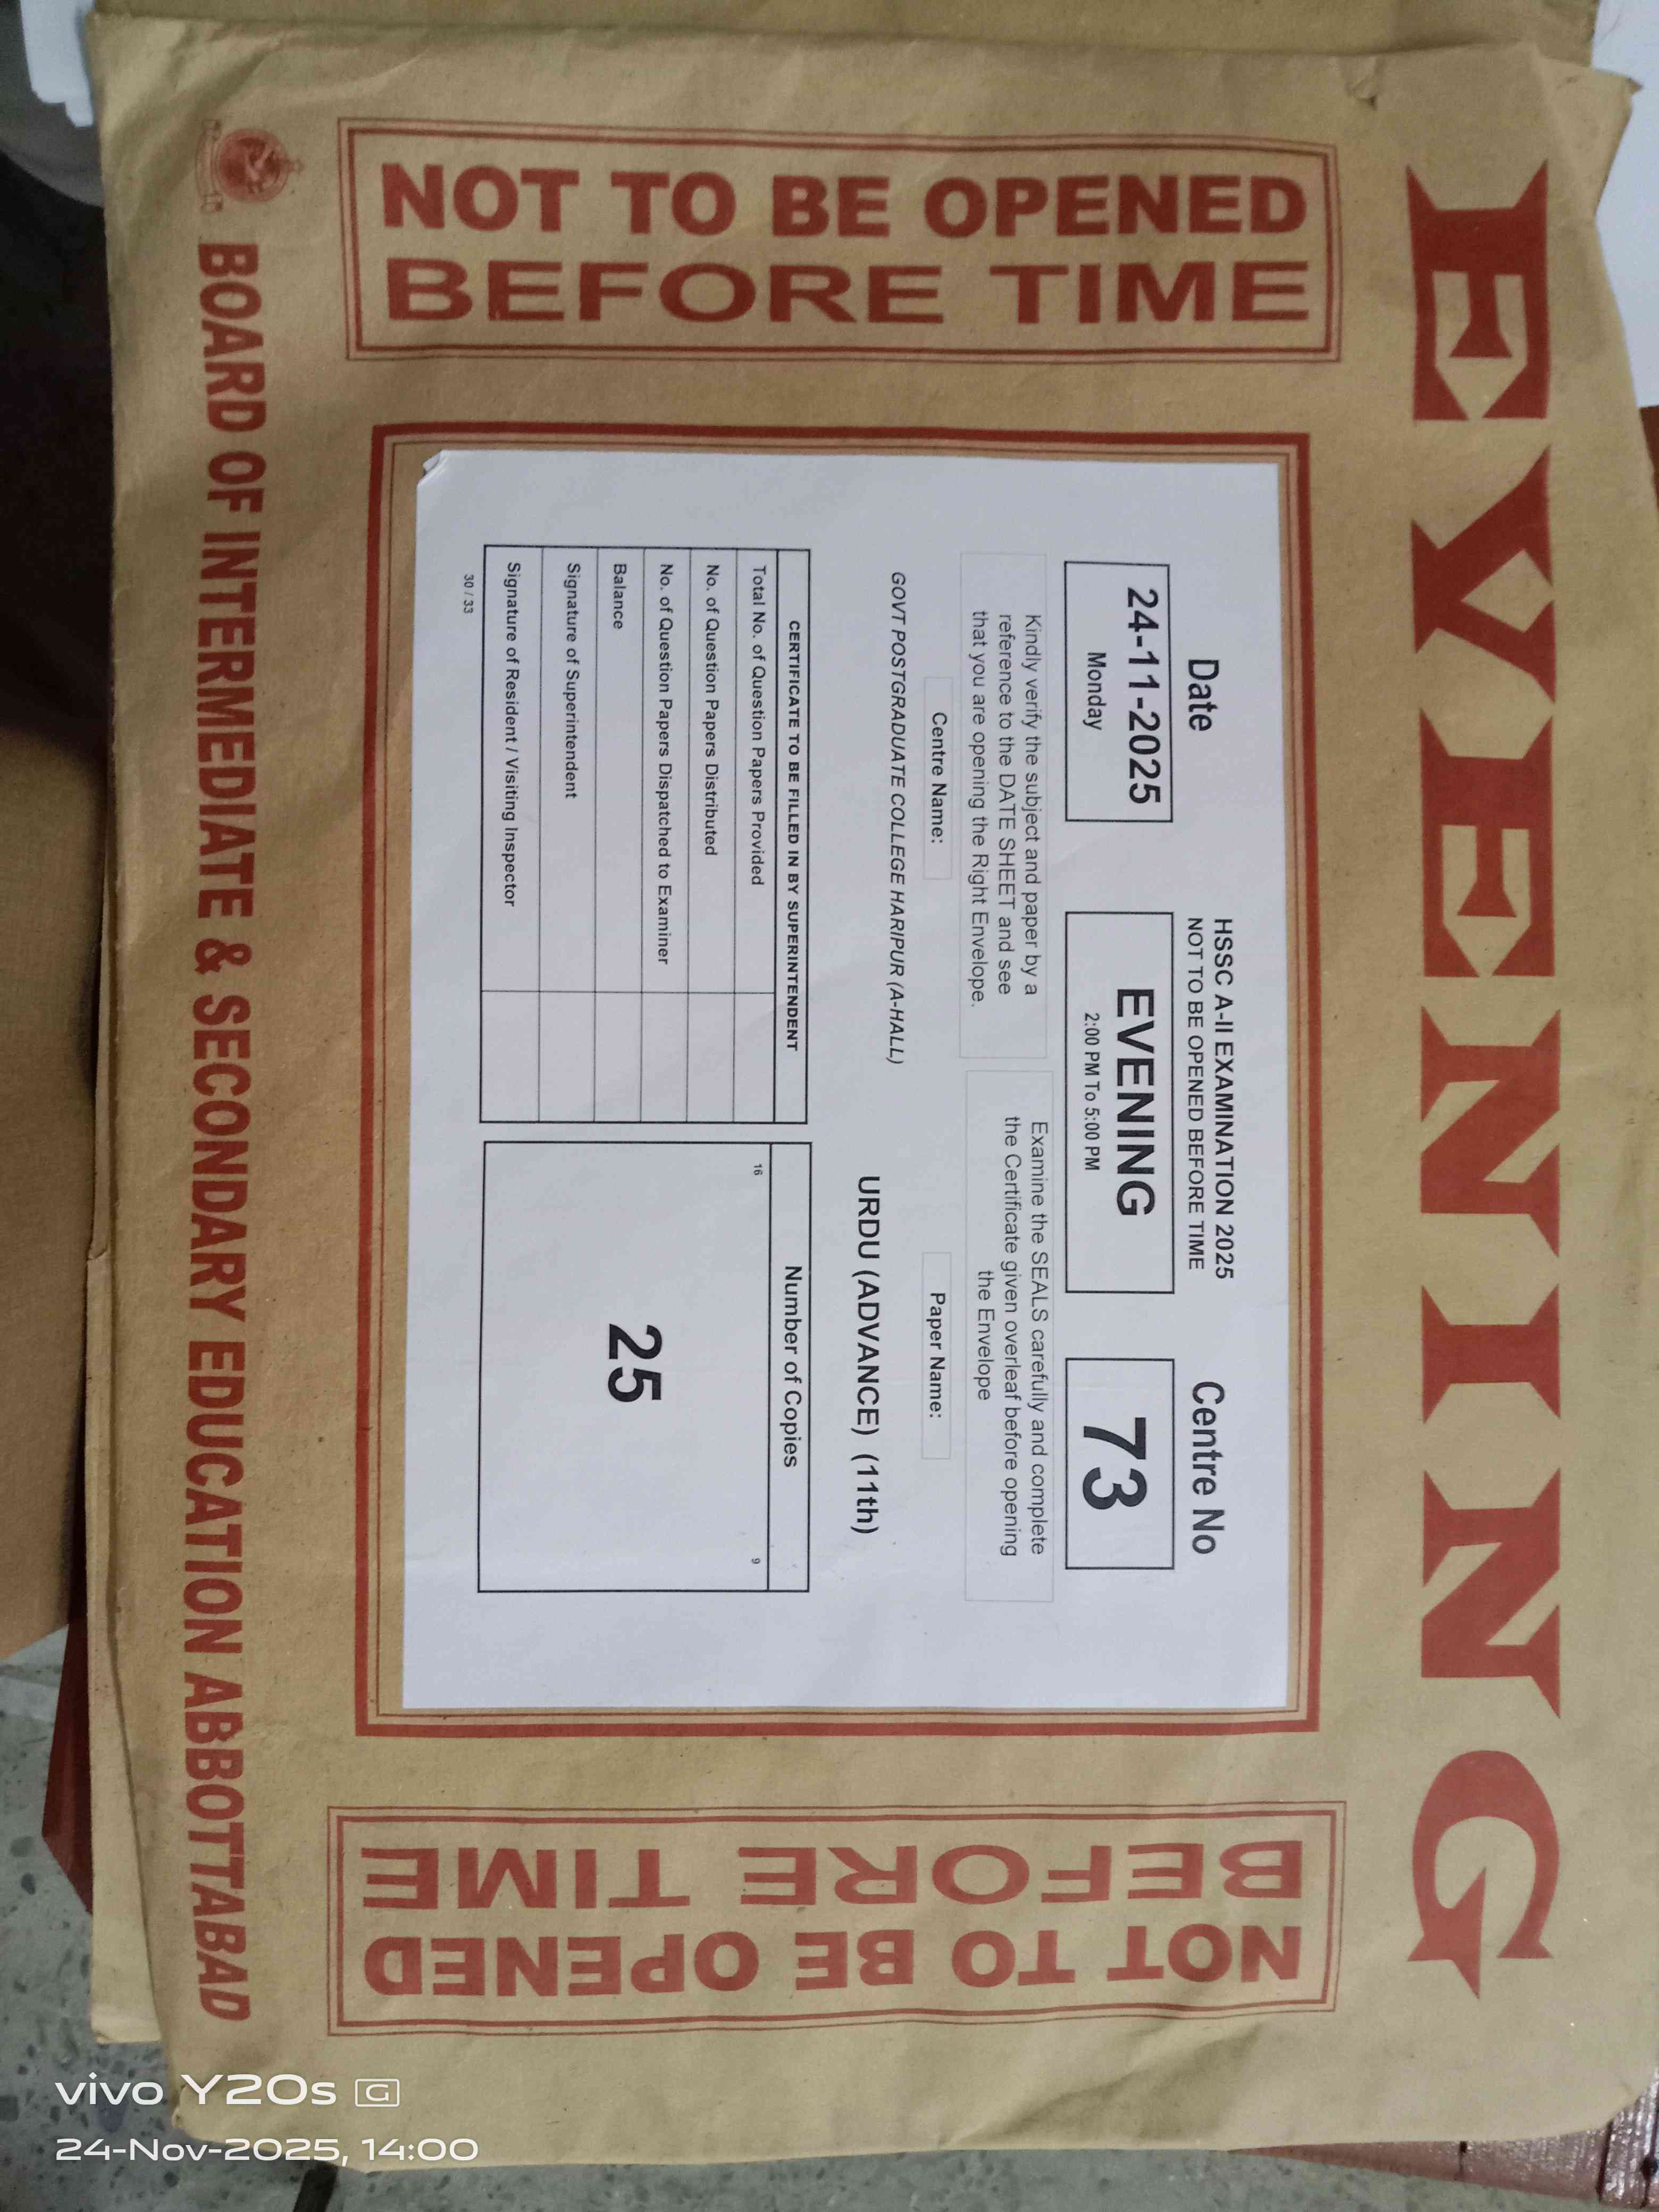 EVENING
NOT TO BE OPENED
BEFORE TIME
HSSC A-II EXAMINATION 2025
NOT TO BE OPENED BEFORE TIME
Date
24-11-2025
Monday
EVENING
2:00 PM To 5:00 PM
Centre No
73
Kindly verify the subject and paper by a
reference to the DATE SHEET and see
that you are opening the Right Envelope.
Examine the SEALS carefully and complete
the Certificate given overleaf before opening
the Envelope
Centre Name:
GOVT POSTGRADUATE COLLEGE HARIPUR (A-HALL)
Paper Name:
URDU (ADVANCE) (11th)
CERTIFICATE TO BE FILLED IN BY SUPERINTENDENT
Total No. of Question Papers Provided
No. of Question Papers Distributed
No. of Question Papers Dispatched to Examiner
Balance
Signature of Superintendent
Signature of Resident / Visiting Inspector
30 / 33
Number of Copies
16
9
25
NOT TO BE OPENED
BEFORE TIME
BOARD OF INTERMEDIATE & SECONDARY EDUCATION ABBOTTABAD
vivo Y20s G
24-Nov-2025, 14:00